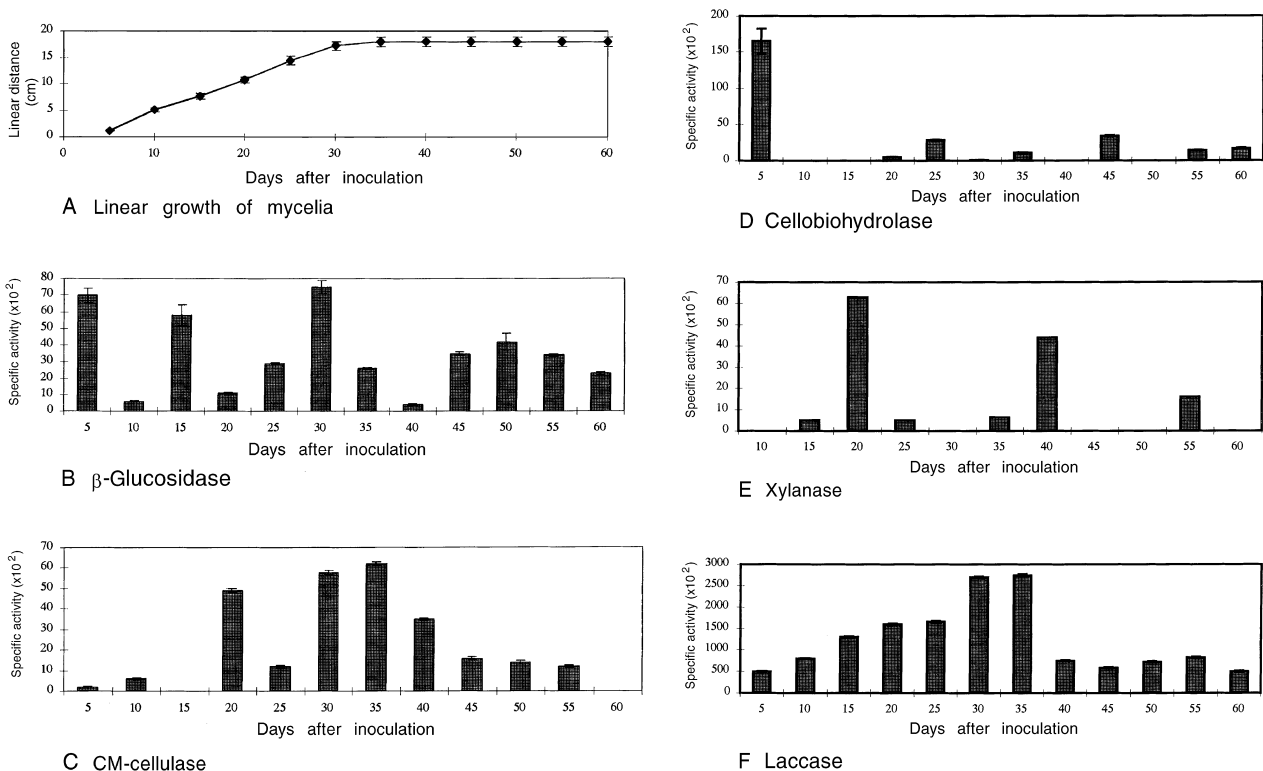 20
15
10
5
0
Linear distance
(cm)
0 10 20 30 40 50 60
Days after inoculation
A Linear growth of mycelia
80
70
60
50
40
30
20
10
0
Specific activity (x10²)
5 10 15 20 25 30 35 40 45 50 55 60
Days after inoculation
B β-Glucosidase
70
60
50
40
30
20
10
0
Specific activity (x10²)
5 10 15 20 25 30 35 40 45 50 55
Days after inoculation
C CM-cellulase
200
150
100
50
0
Specific activity (x10²)
5 10 15 20 25 30 35 40 45 50 55 60
Days after inoculation
D Cellobiohydrolase
70
60
50
40
30
20
10
0
Specific activity (x10²)
10 15 20 25 30 35 40 45 50 55 60
Days after inoculation
E Xylanase
3000
2500
2000
1500
1000
500
0
Specific activity (x10²)
5 10 15 20 25 30 35 40 45 50 55 60
Days after inoculation
F Laccase